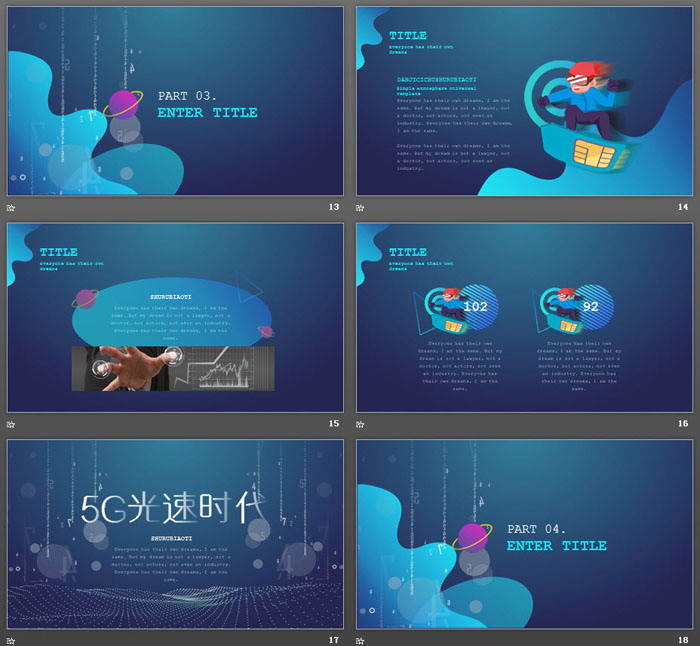 PART 03.
ENTER TITLE
13
TITLE
Everyone has their own
dreams
DANJICICHUSHURUBIAOTI
Simple atmosphere universal
template
Everyone has their own dreams, I am the
same. But my dream is not a lawyer, not
a doctor, not actors, not even an
industry. Everyone has their own dreams,
I am the same.
Everyone has their own dreams, I am the
same. But my dream is not a lawyer, not
a doctor, not actors, not even an
industry.
14
TITLE
Everyone has their own
dreams
SHURUBIAOTI
Everyone has their own dreams, I am the
same. But my dream is not a lawyer, not a
doctor, not actors, not even an industry.
Everyone has their own dreams, I am the
same.
15
TITLE
Everyone has their own
dreams
102
Everyone has their own
dreams, I am the same. But my
dream is not a lawyer, not a
doctor, not actors, not even
an industry. Everyone has
their own dreams, I am the
same.
92
Everyone has their own
dreams, I am the same. But my
dream is not a lawyer, not a
doctor, not actors, not even
an industry. Everyone has
their own dreams, I am the
same.
16
5G光速时代
SHURUBIAOTI
Everyone has their own dreams, I am the
same. But my dream is not a lawyer, not a
doctor, not actors, not even an industry.
Everyone has their own dreams, I am the
same.
17
PART 04.
ENTER TITLE
18